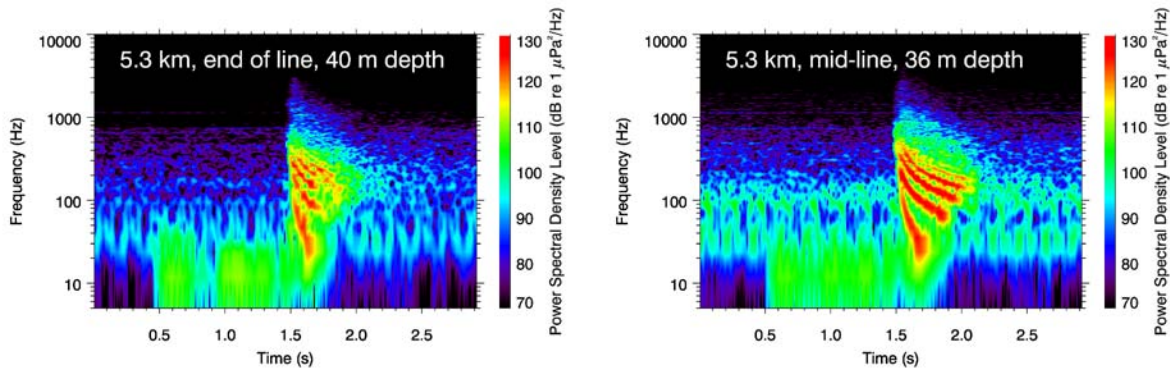 5.3 km, end of line, 40 m depth
10000
1000
100
10
Frequency (Hz)
0.5 1.0 1.5 2.0 2.5
Time (s)
130
120
110
100
90
80
70
Power Spectral Density Level (dB re 1 μPa²/Hz)
5.3 km, mid-line, 36 m depth
10000
1000
100
10
Frequency (Hz)
0.5 1.0 1.5 2.0 2.5
Time (s)
130
120
110
100
90
80
70
Power Spectral Density Level (dB re 1 μPa²/Hz)